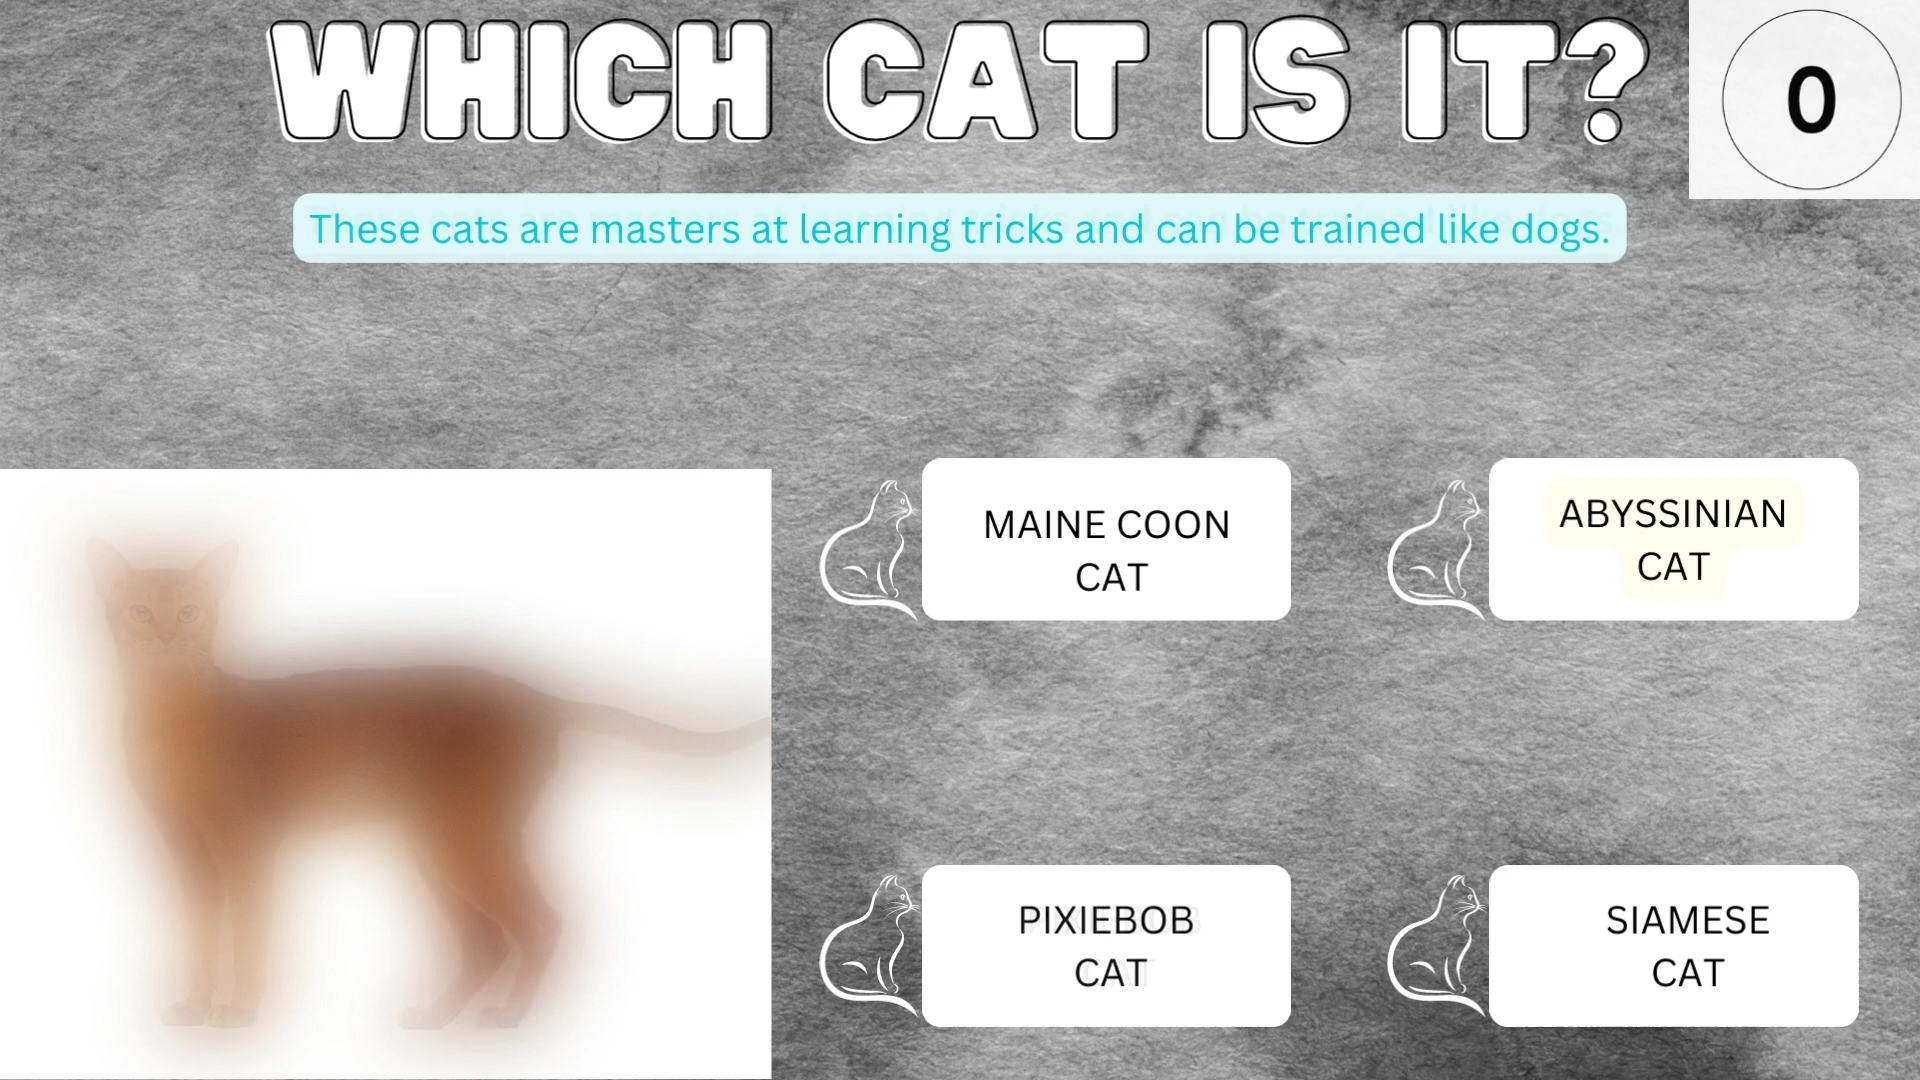 WHICH CAT IS IT?
0
These cats are masters at learning tricks and can be trained like dogs.
MAINE COON
CAT
ABYSSINIAN
CAT
PIXIEBOB
CAT
SIAMESE
CAT